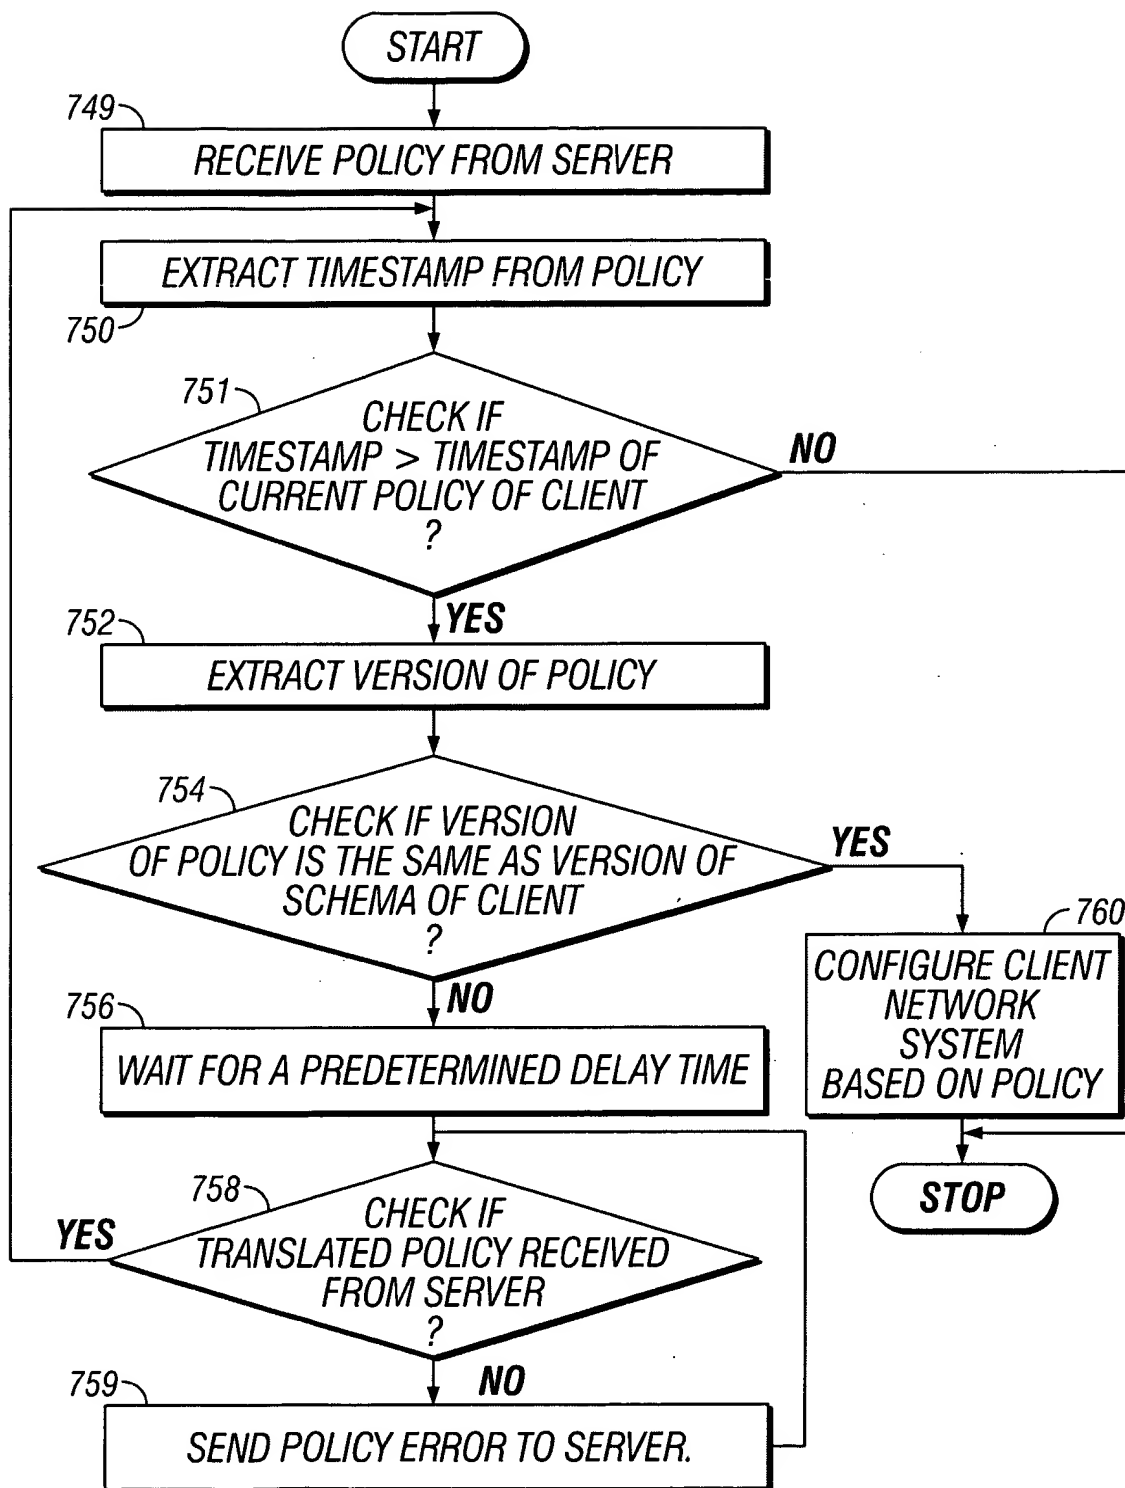 START
749
RECEIVE POLICY FROM SERVER
EXTRACT TIMESTAMP FROM POLICY
750
751
CHECK IF
TIMESTAMP > TIMESTAMP OF
CURRENT POLICY OF CLIENT
?
NO
YES
752
EXTRACT VERSION OF POLICY
754
CHECK IF VERSION
OF POLICY IS THE SAME AS VERSION OF
SCHEMA OF CLIENT
?
YES
760
CONFIGURE CLIENT
NETWORK
SYSTEM
BASED ON POLICY
NO
756
WAIT FOR A PREDETERMINED DELAY TIME
STOP
758
CHECK IF
TRANSLATED POLICY RECEIVED
FROM SERVER
?
YES
NO
759
SEND POLICY ERROR TO SERVER.